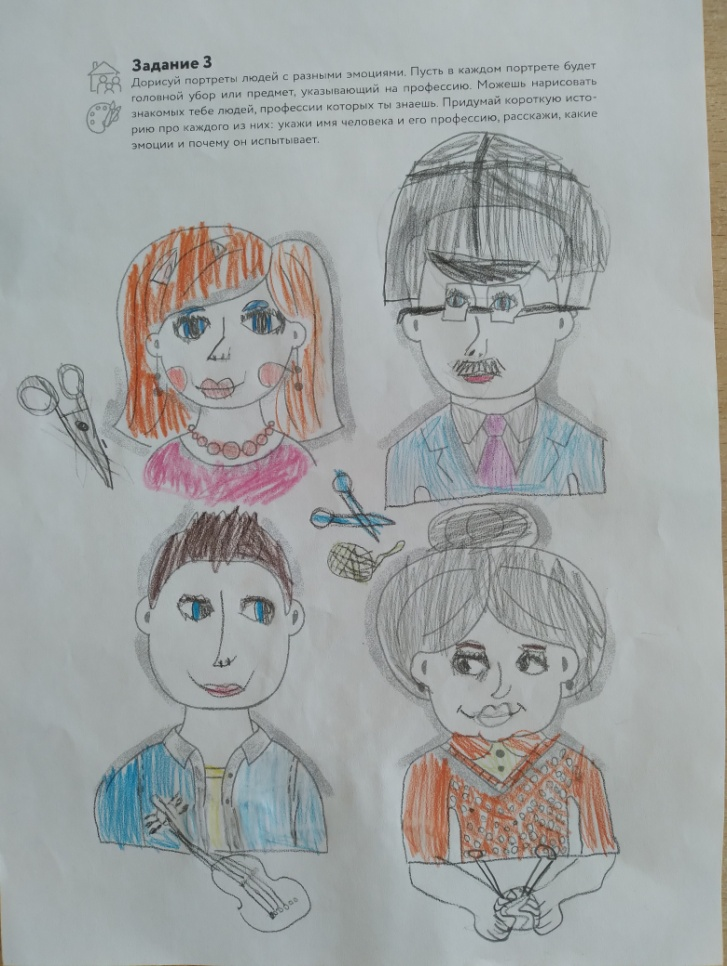 Задание 3
Дорисуй портреты людей с разными эмоциями. Пусть в каждом портрете будет
головной убор или предмет, указывающий на профессию. Можешь нарисовать
знакомых тебе людей, профессии которых ты знаешь. Придумай короткую исто-
рию про каждого из них: укажи имя человека и его профессию, расскажи, какие
эмоции и почему он испытывает.